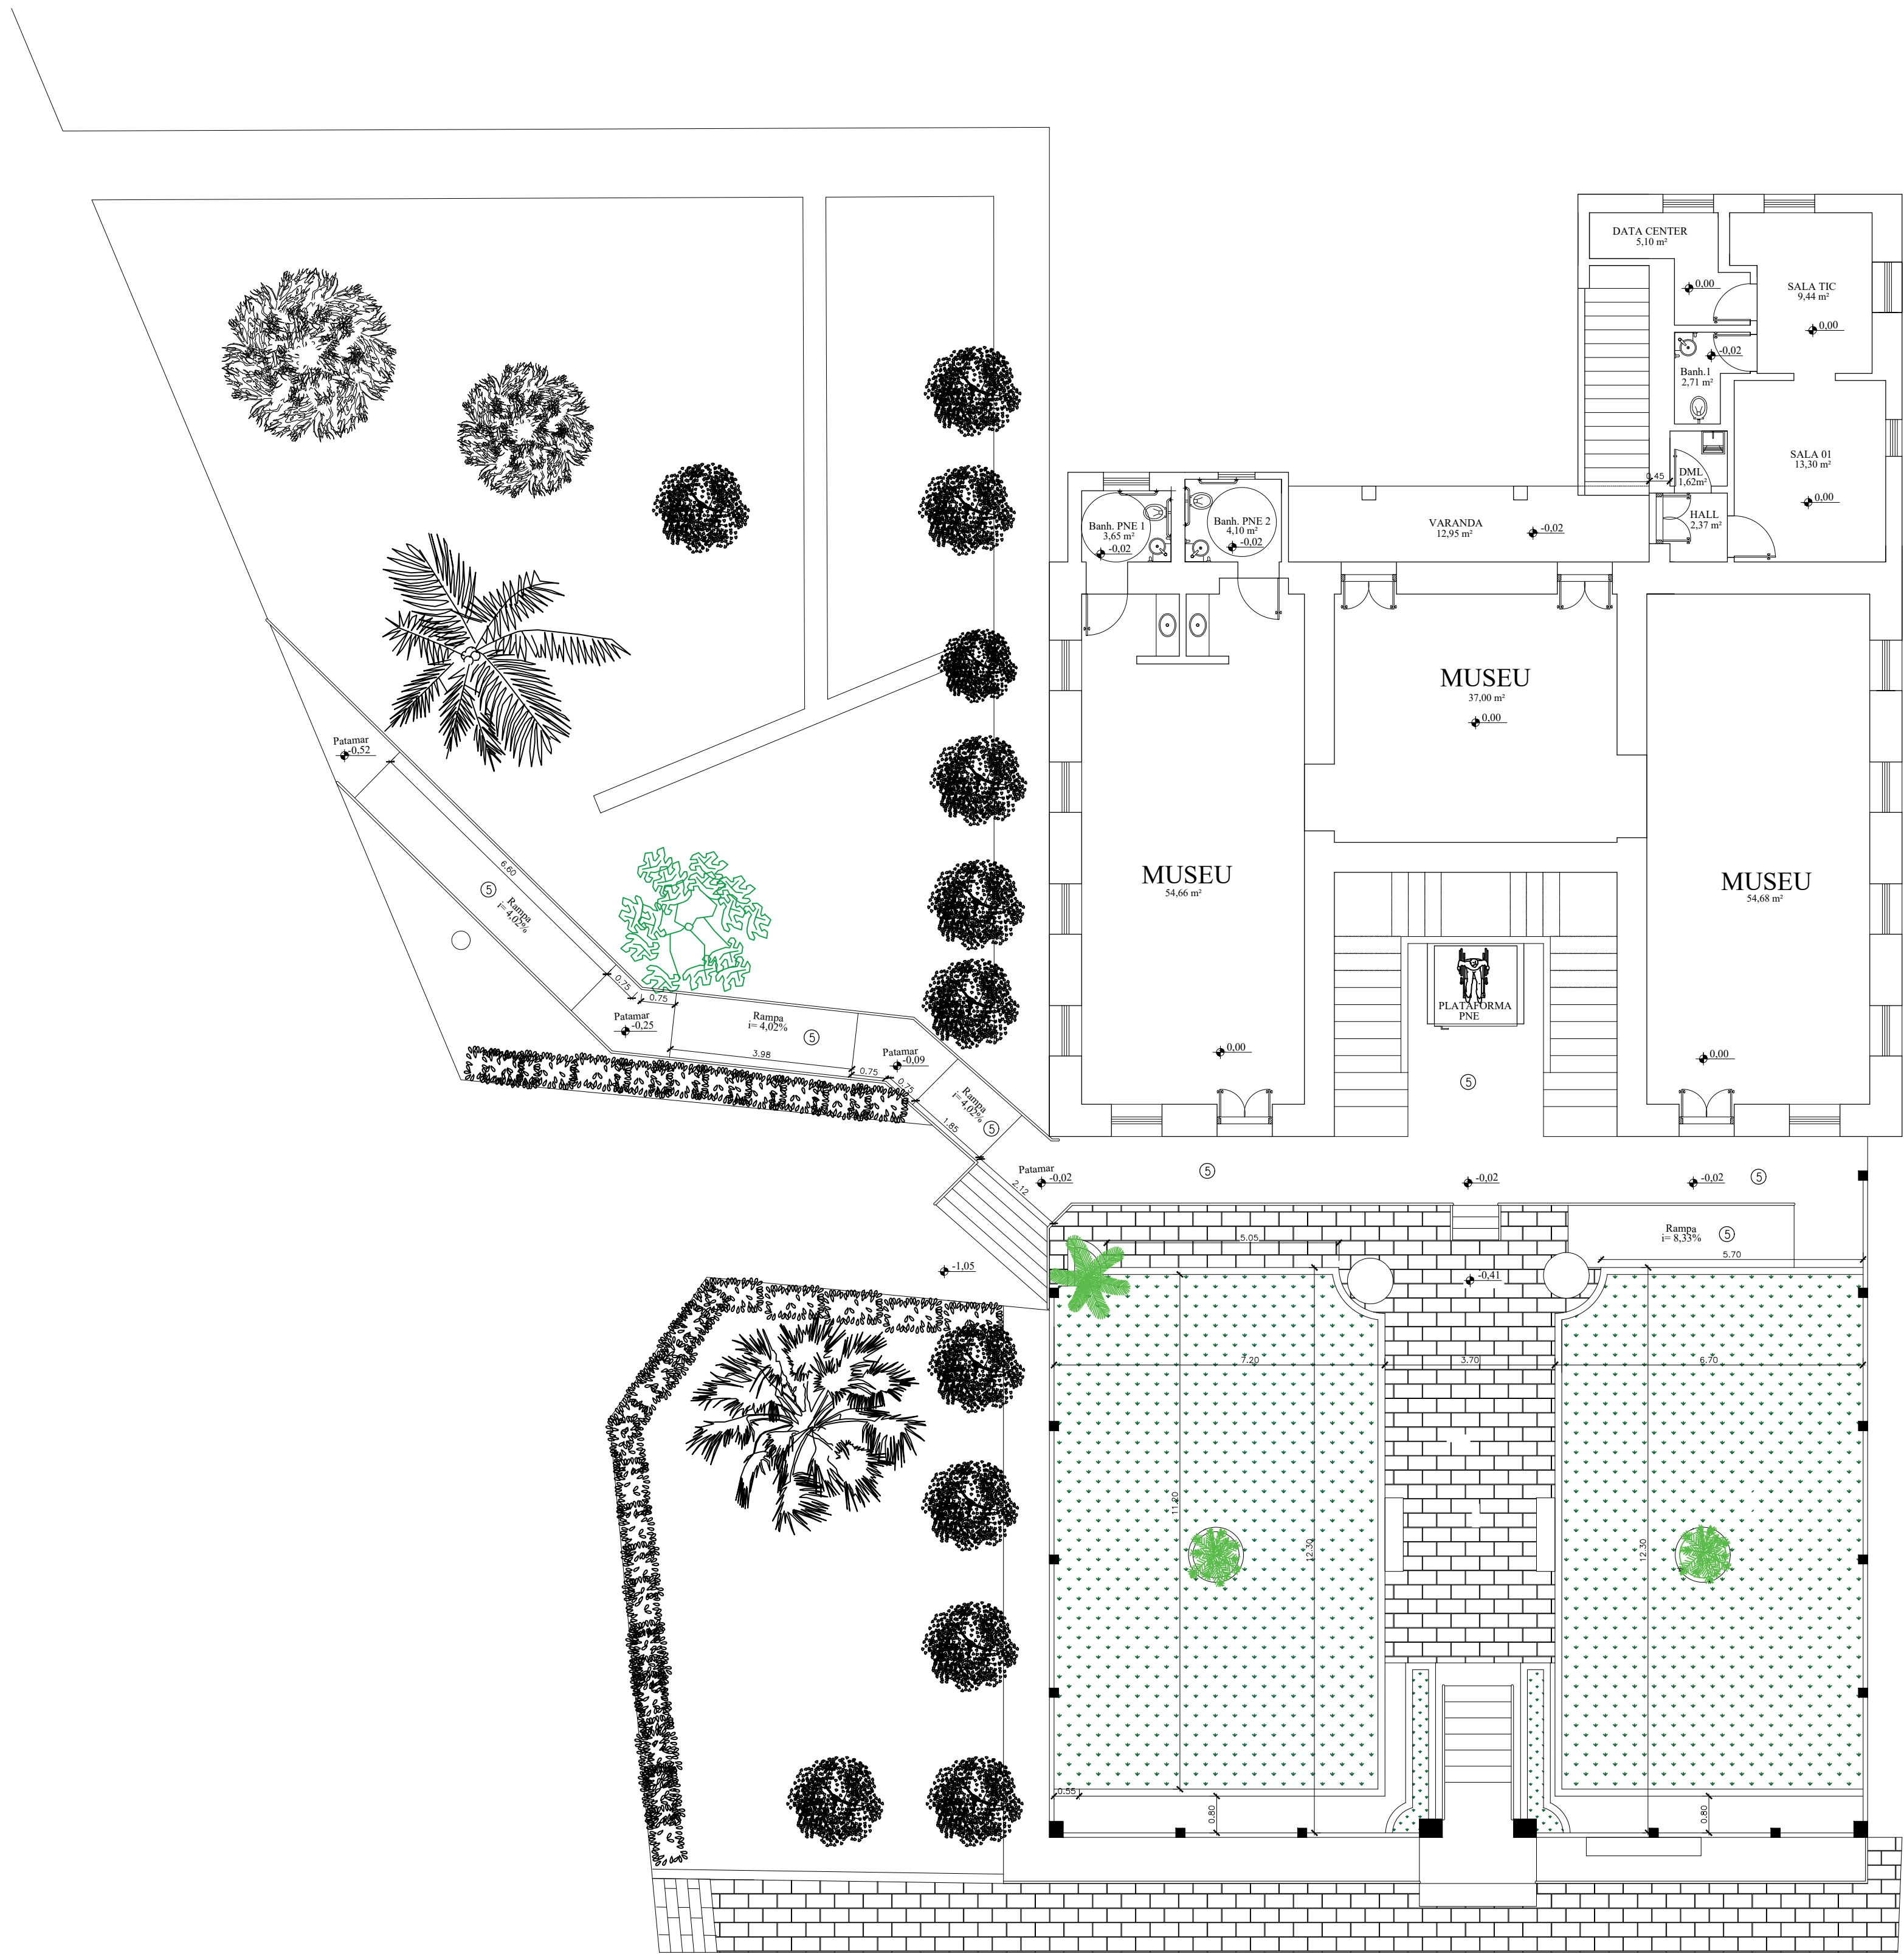 DATA CENTER
5,10 m²
0,00
SALA TIC
9,44 m²
0,00
-0,02
Banh.1
2,71 m²
SALA 01
13,30 m²
0,00
DML
1,62m²
0.45
HALL
2,37 m²
Banh. PNE 1
3,65 m²
-0,02
Banh. PNE 2
4,10 m²
-0,02
VARANDA
12,95 m²
-0,02
MUSEU
37,00 m²
0,00
MUSEU
54,66 m²
0,00
MUSEU
54,68 m²
0,00
PLATAFORMA
PNE
5
Patamar
-0,52
6.60
5
Rampa
i= 4,02%
0.75
0.75
Patamar
-0,25
Rampa
i= 4,02%
5
3.98
Patamar
-0,09
0.75
0.75
Rampa
i= 4,02%
5
1.85
Patamar
-0,02
2.12
5
-0,02
-0,02
5
Rampa
i= 8,33%
5
5.05
5.70
-1,05
-0,41
7.20
3.70
6.70
11.20
12.30
12.30
0.55
0.80
0.80